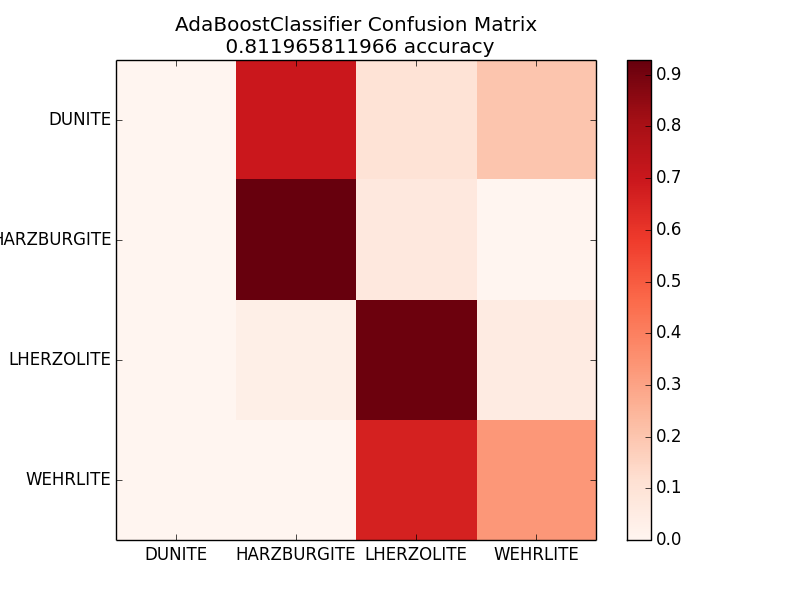 AdaBoostClassifier Confusion Matrix
0.811965811966 accuracy
DUNITE
HARZBURGITE
LHERZOLITE
WEHRLITE
DUNITE HARZBURGITE LHERZOLITE WEHRLITE
0.9
0.8
0.7
0.6
0.5
0.4
0.3
0.2
0.1
0.0